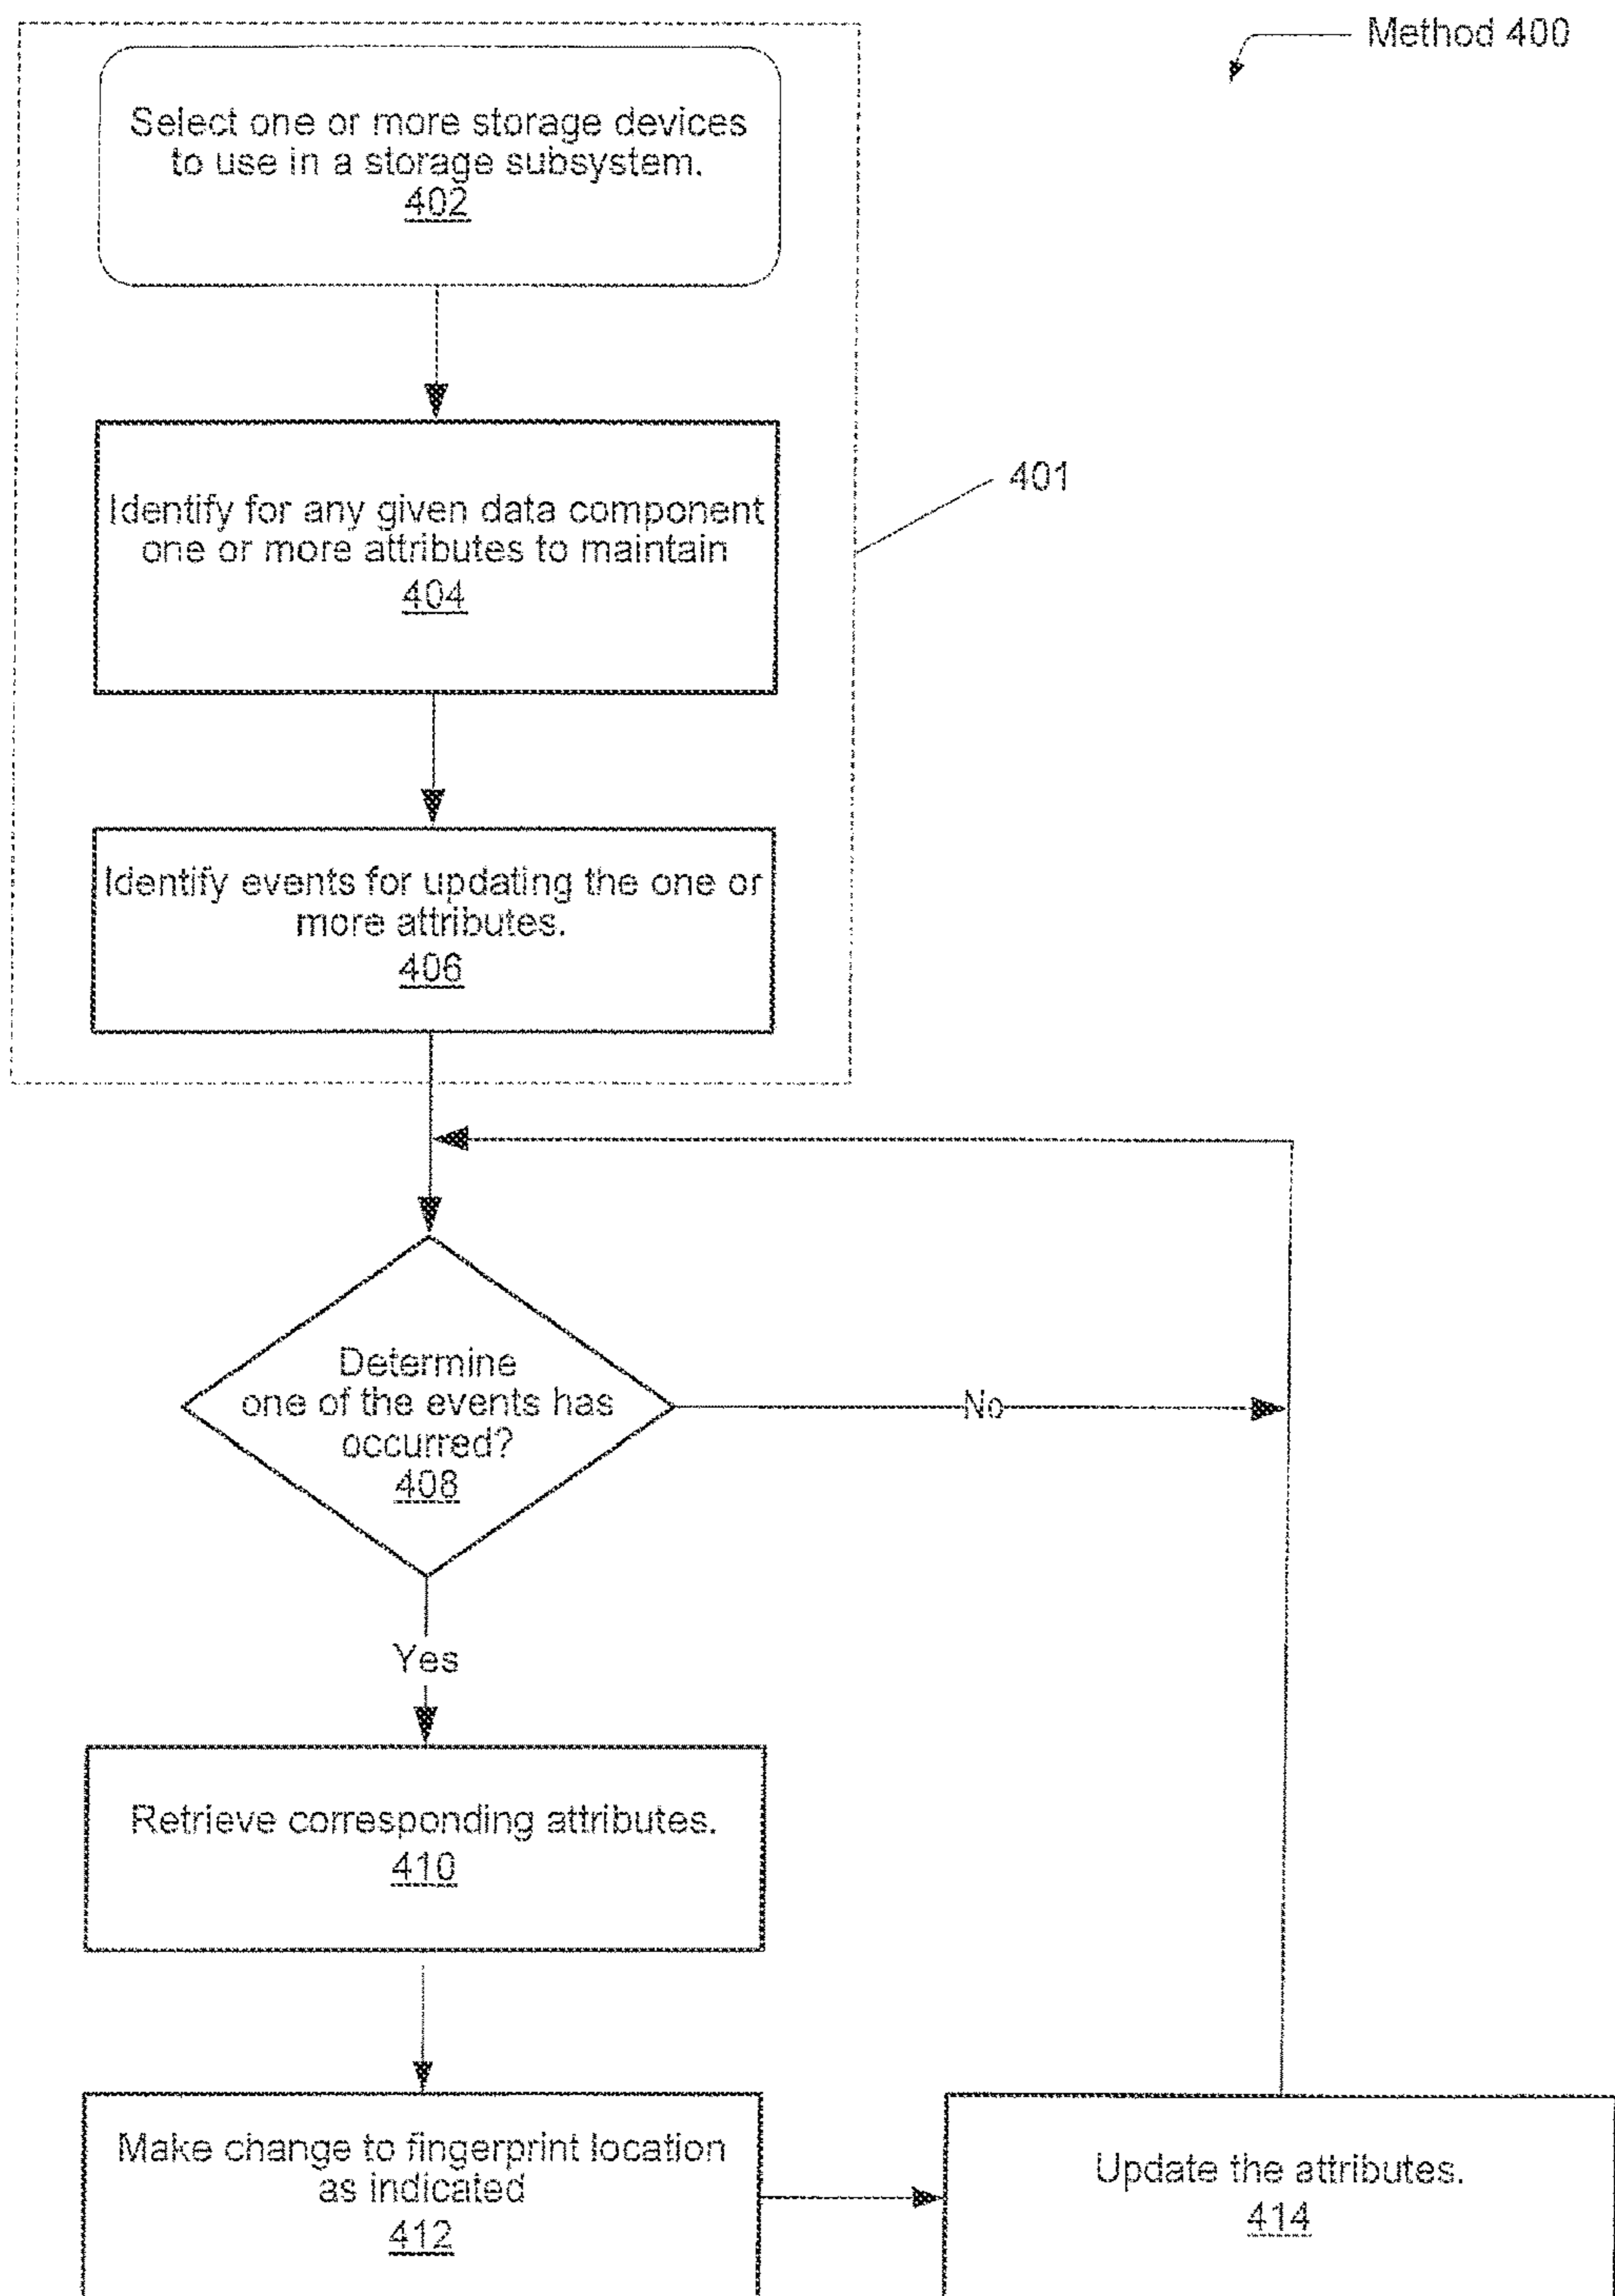 Method 400
Select one or more storage devices
to use in a storage subsystem.
402
Identify for any given data component
one or more attributes to maintain
404
401
Identify events for updating the one or
more attributes.
406
Determine
one of the events has
occurred?
408
No
Yes
Retrieve corresponding attributes.
410
Make change to fingerprint location
as indicated
412
Update the attributes.
414